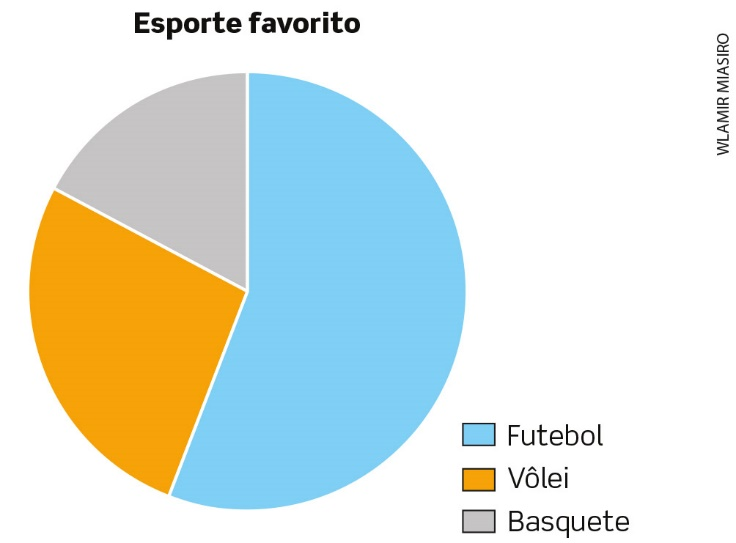 Esporte favorito
WLAMIR MIASIRO
Futebol
Vôlei
Basquete